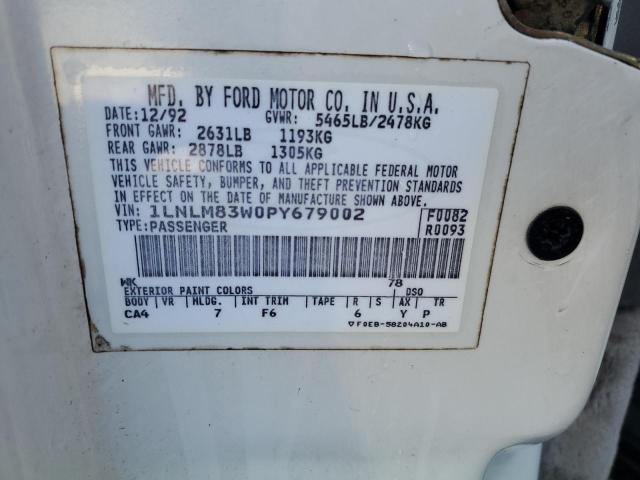 MFD. BY FORD MOTOR CO. IN U.S.A.
DATE: 12/92 GVWR: 5465LB/2478KG
FRONT GAWR: 2631LB 1193KG
REAR GAWR: 2878LB 1305KG
THIS VEHICLE CONFORMS TO ALL APPLICABLE FEDERAL MOTOR
VEHICLE SAFETY, BUMPER, AND THEFT PREVENTION STANDARDS
IN EFFECT ON THE DATE OF MANUFACTURE SHOWN ABOVE.
VIN: 1LNLM83W0PY679002 F0082
TYPE: PASSENGER R0093
WK 78
EXTERIOR PAINT COLORS DSO
BODY VR MLDG. INT TRIM TAPE R S AX TR
CA4 7 F6 6 Y P
▽F0EB-58204A10-AB